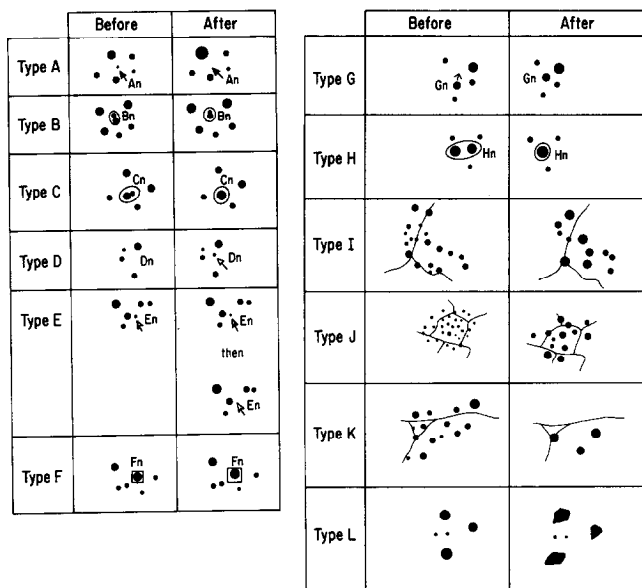 Before After
Type A An An
Type B Bn Bn
Type C Cn Cn
Type D Dn Dn
Type E En En
then
En
Type F Fn Fn
Before After
Type G Gn Gn
Type H Hn Hn
Type I
Type J
Type K
Type L